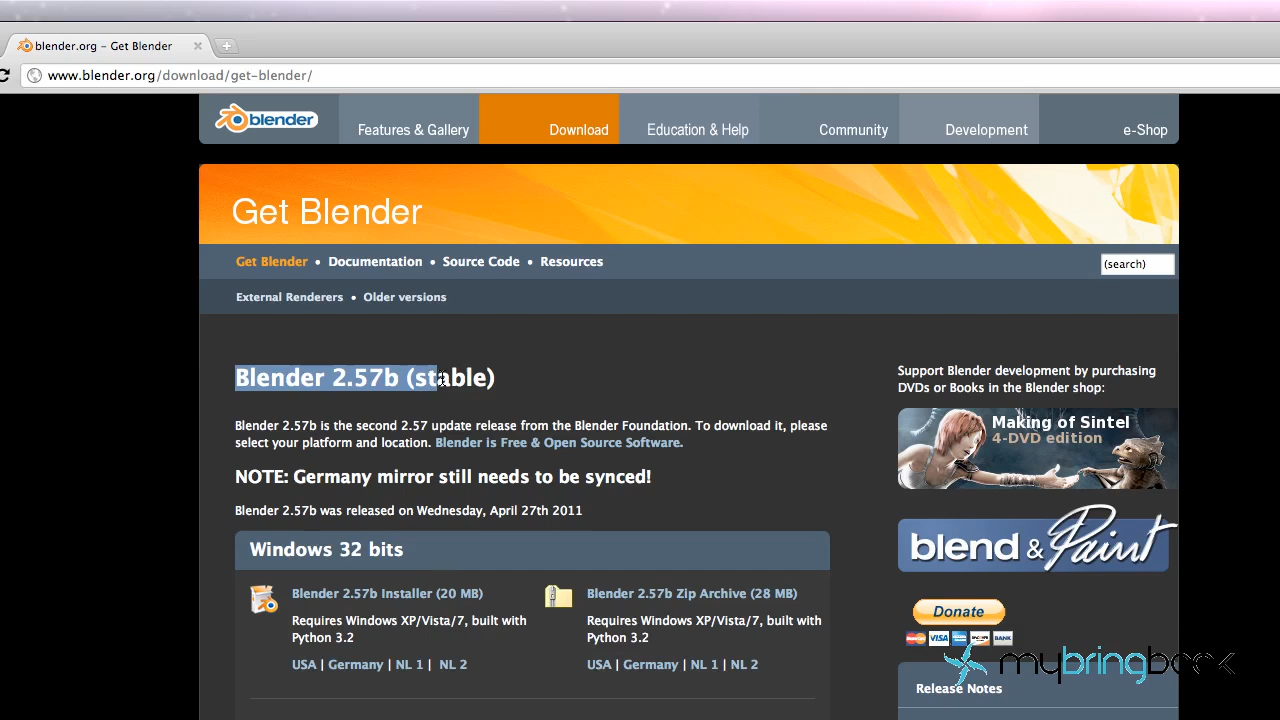 blender.org - Get Blender
www.blender.org/download/get-blender/
blender
Features & Gallery
Download
Education & Help
Community
Development
e-Shop
Get Blender
Get Blender • Documentation • Source Code • Resources
(search)
External Renderers • Older versions
Blender 2.57b (stable)
Blender 2.57b is the second 2.57 update release from the Blender Foundation. To download it, please
select your platform and location. Blender is Free & Open Source Software.
NOTE: Germany mirror still needs to be synced!
Blender 2.57b was released on Wednesday, April 27th 2011
Windows 32 bits
Blender 2.57b Installer (20 MB)
Requires Windows XP/Vista/7, built with
Python 3.2
USA | Germany | NL 1 | NL 2
Blender 2.57b Zip Archive (28 MB)
Requires Windows XP/Vista/7, built with
Python 3.2
USA | Germany | NL 1 | NL 2
Support Blender development by purchasing
DVDs or Books in the Blender shop:
Making of Sintel
4-DVD edition
blend & Paint
Donate
VISA
BANK
mybringback
Release Notes